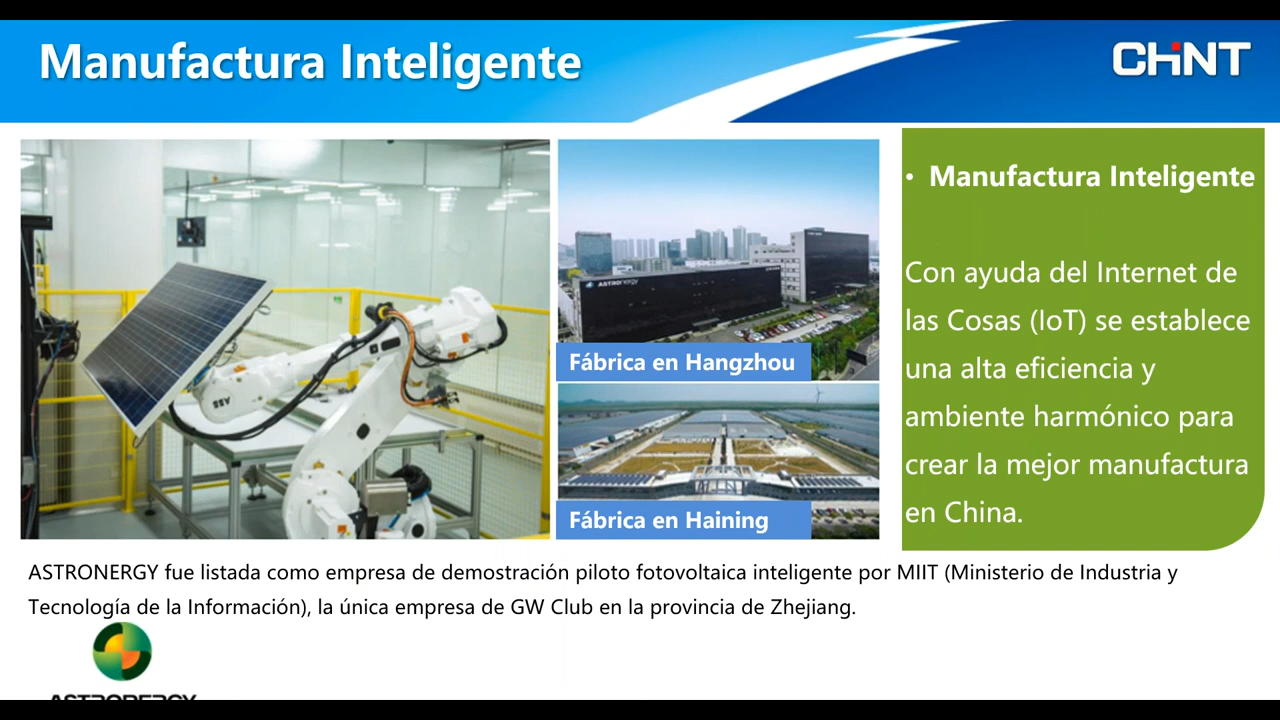 Manufactura Inteligente
CHNT
ASTRONERGY
Fábrica en Hangzhou
Fábrica en Haining
• Manufactura Inteligente
Con ayuda del Internet de
las Cosas (IoT) se establece
una alta eficiencia y
ambiente harmónico para
crear la mejor manufactura
en China.
ASTRONERGY fue listada como empresa de demostración piloto fotovoltaica inteligente por MIIT (Ministerio de Industria y
Tecnología de la Información), la única empresa de GW Club en la provincia de Zhejiang.
ASTRONERGY